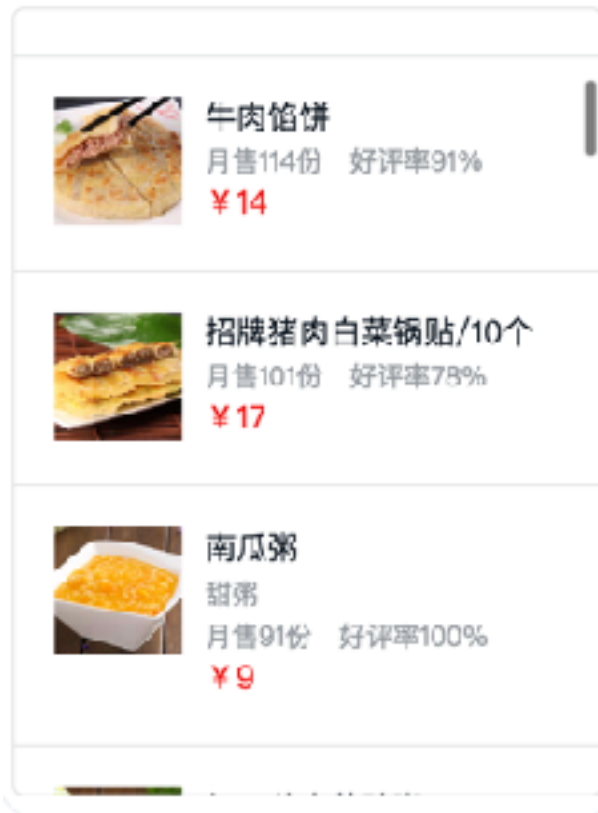 牛肉馅饼
月售114份 好评率91%
￥14
招牌猪肉白菜锅贴/10个
月售101份 好评率78%
￥17
南瓜粥
甜粥
月售91份 好评率100%
￥9